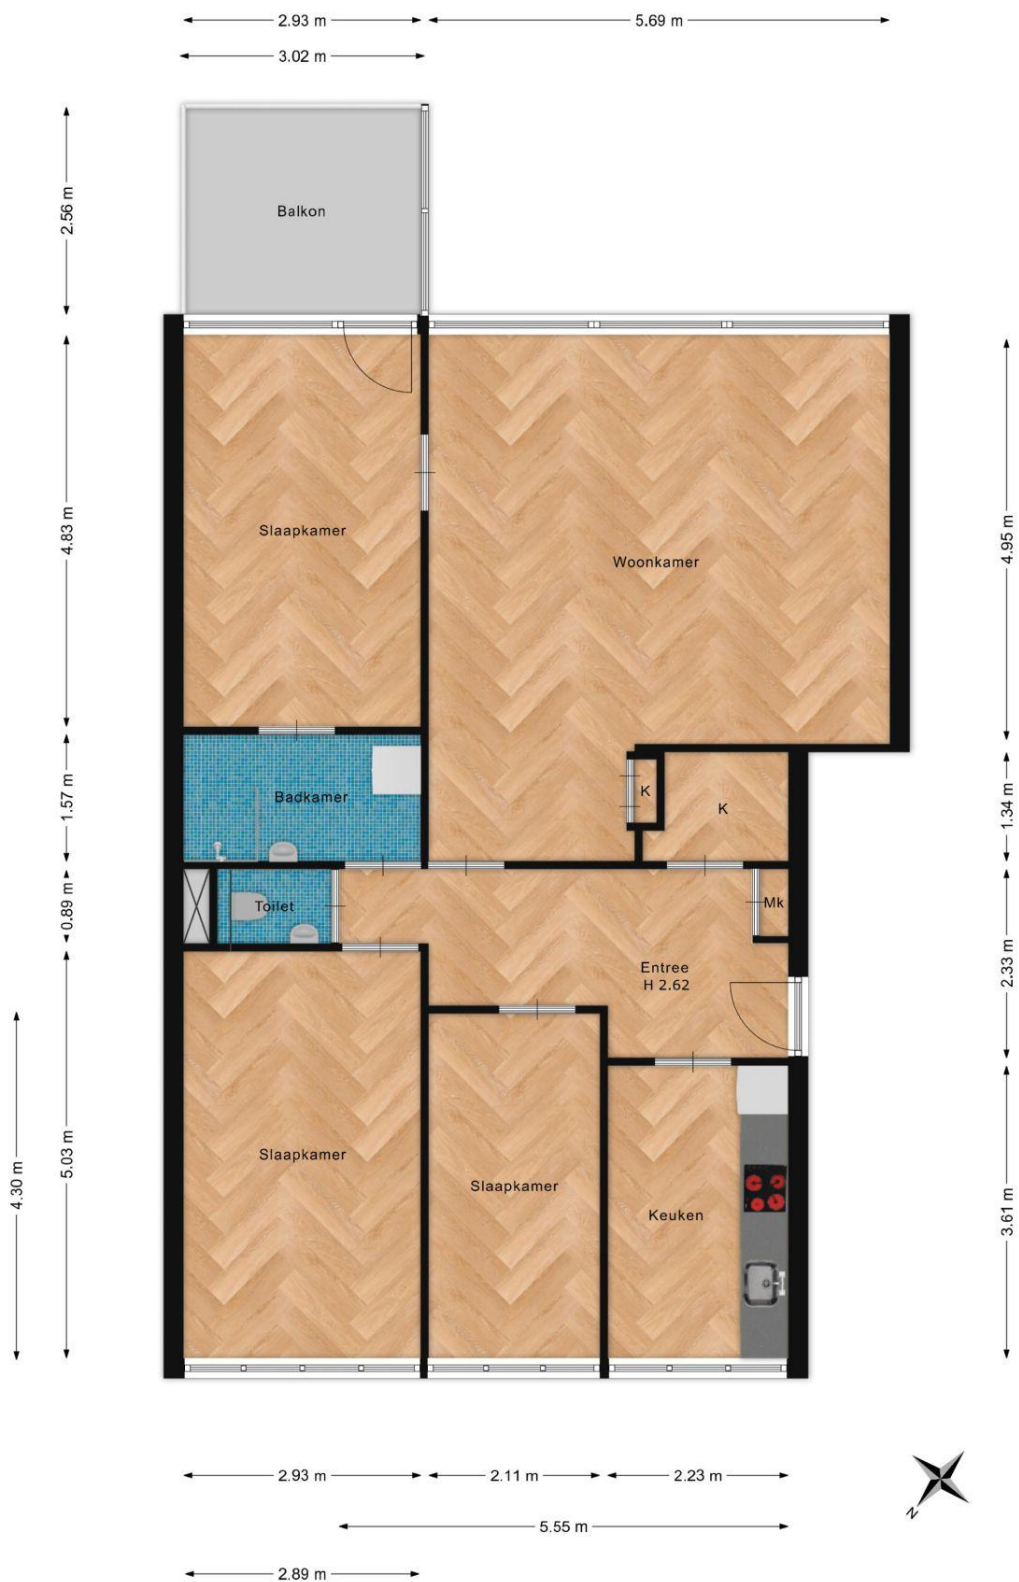 2.93 m
5.69 m
3.02 m
2.56 m
Balkon
4.83 m
4.95 m
Slaapkamer
Woonkamer
1.57 m
Badkamer
K
K
1.34 m
0.89 m
Toilet
Mk
Entree
H 2.62
2.33 m
4.30 m
5.03 m
Slaapkamer
Slaapkamer
Keuken
3.61 m
2.93 m
2.11 m
2.23 m
N
5.55 m
2.89 m